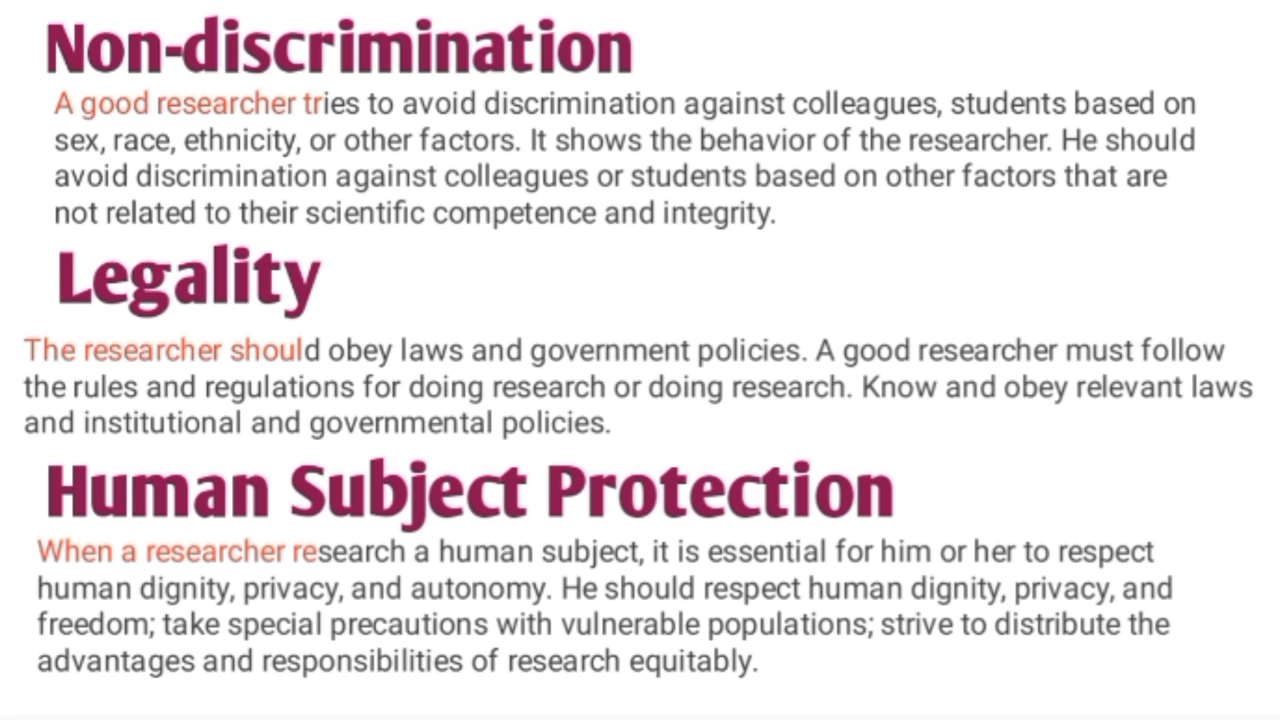 Non-discrimination
A good researcher tries to avoid discrimination against colleagues, students based on
sex, race, ethnicity, or other factors. It shows the behavior of the researcher. He should
avoid discrimination against colleagues or students based on other factors that are
not related to their scientific competence and integrity.
Legality
The researcher should obey laws and government policies. A good researcher must follow
the rules and regulations for doing research or doing research. Know and obey relevant laws
and institutional and governmental policies.
Human Subject Protection
When a researcher research a human subject, it is essential for him or her to respect
human dignity, privacy, and autonomy. He should respect human dignity, privacy, and
freedom; take special precautions with vulnerable populations; strive to distribute the
advantages and responsibilities of research equitably.